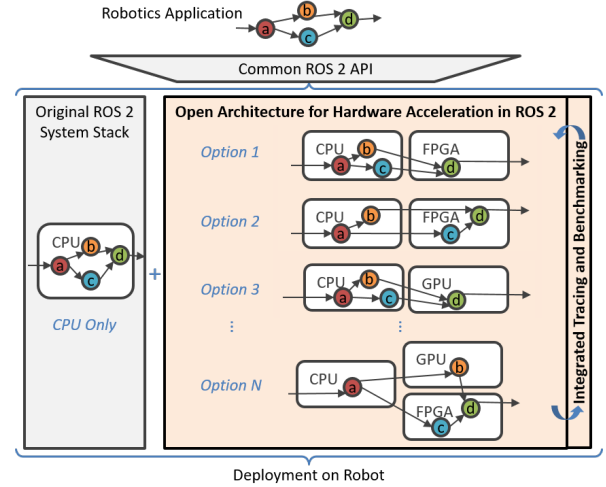 Robotics Application
a
b
c
d
Common ROS 2 API
Original ROS 2
System Stack
CPU
a
b
c
d
CPU Only
+
Open Architecture for Hardware Acceleration in ROS 2
Option 1
CPU
a
b
c
FPGA
d
Option 2
CPU
a
b
FPGA
c
d
Option 3
CPU
a
b
c
GPU
d
⋮
⋮
Option N
CPU
a
GPU
b
FPGA
c
d
Integrated Tracing and Benchmarking
Deployment on Robot